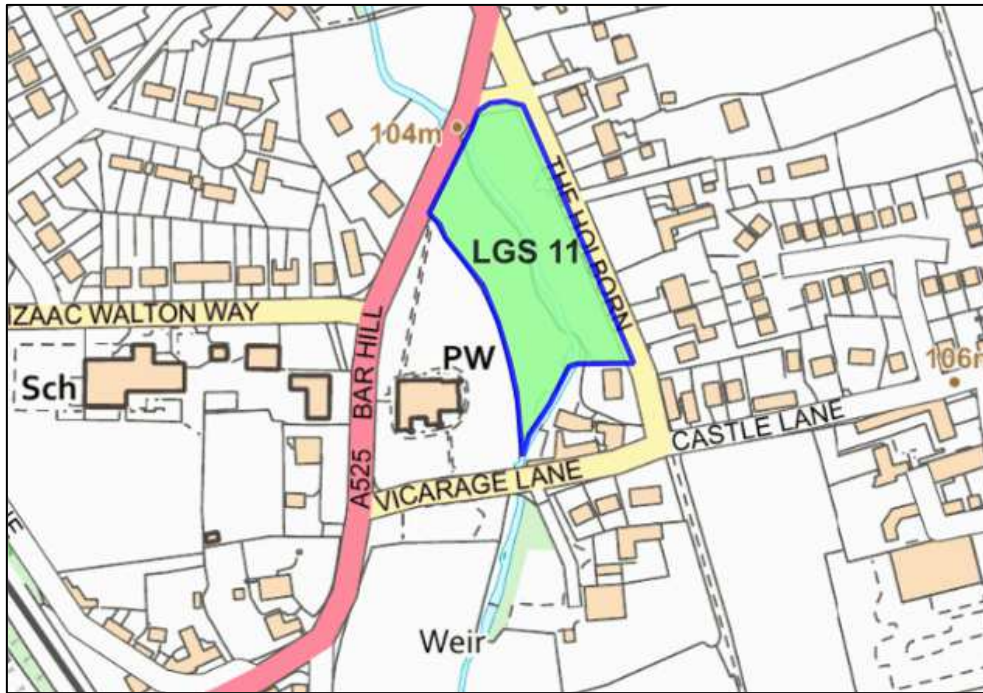 104m
THE HOLBORN
LGS 11
IZAAC WALTON WAY
PW
Sch
106m
A525 BAR HILL
CASTLE LANE
VICARAGE LANE
Weir